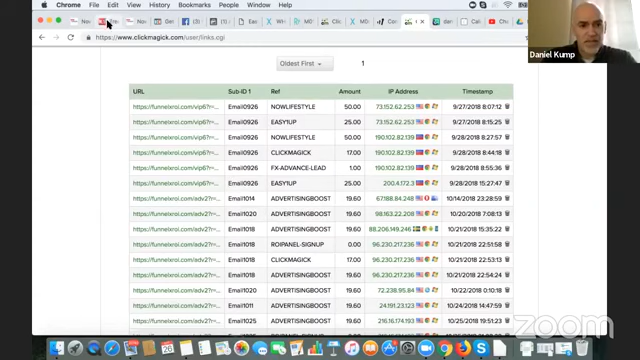 Chrome File Edit View History Bookmarks People Window Help
https://www.clickmagick.com/user/links.cgi
Daniel Kump
Oldest First
1
URL Sub-ID 1 Ref Amount IP Address Timestamp
https://funnelxroi.com/vip6?r=... Email0926 NOWLIFESTYLE 50.00 73.152.62.253 9/27/2018 8:07:12
https://funnelxroi.com/vip6?r=... Email0926 EASY1UP 25.00 73.152.62.253 9/27/2018 8:15:25
https://funnelxroi.com/vip6?r=... Email0926 NOWLIFESTYLE 50.00 190.102.82.139 9/28/2018 8:27:57
https://funnelxroi.com/vip6?r=... Email0926 CLICKMAGICK 17.00 190.102.82.139 9/28/2018 8:44:18
https://funnelxroi.com/vip6?r=... Email0926 FX-ADVANCE-LEAD 1.00 190.102.82.139 9/28/2018 8:55:36
https://funnelxroi.com/vip6?r=... Email0926 EASY1UP 25.00 200.4.172.3 9/28/2018 15:27:47
https://funnelxroi.com/adv2?r=... Email1014 ADVERTISINGBOOST 19.60 67.188.84.248 10/14/2018 23:28:59
https://funnelxroi.com/adv2?r=... Email1020 ADVERTISINGBOOST 19.60 98.163.22.208 10/20/2018 7:08:13
https://funnelxroi.com/adv2?r=... Email1018 ADVERTISINGBOOST 19.60 88.206.149.246 10/21/2018 15:35:22
https://funnelxroi.com/adv2?r=... Email1018 ROIPANEL-SIGNUP 0.00 96.230.217.236 10/21/2018 22:51:58
https://funnelxroi.com/adv2?r=... Email1018 CLICKMAGICK 17.00 96.230.217.236 10/21/2018 22:53:13
https://funnelxroi.com/adv2?r=... Email1018 ADVERTISINGBOOST 19.60 96.230.217.236 10/21/2018 22:54:24
https://funnelxroi.com/adv2?r=... Email1020 ADVERTISINGBOOST 19.60 72.238.95.84 10/22/2018 0:10:18
https://funnelxroi.com/adv2?r=... Email1011 ADVERTISINGBOOST 19.60 24.191.23.123 10/24/2018 14:47:59
https://funnelxroi.com/adv2?r=... Email1025 ADVERTISINGBOOST 19.60 216.16.174.193 10/25/2018 19:51:23
zoom